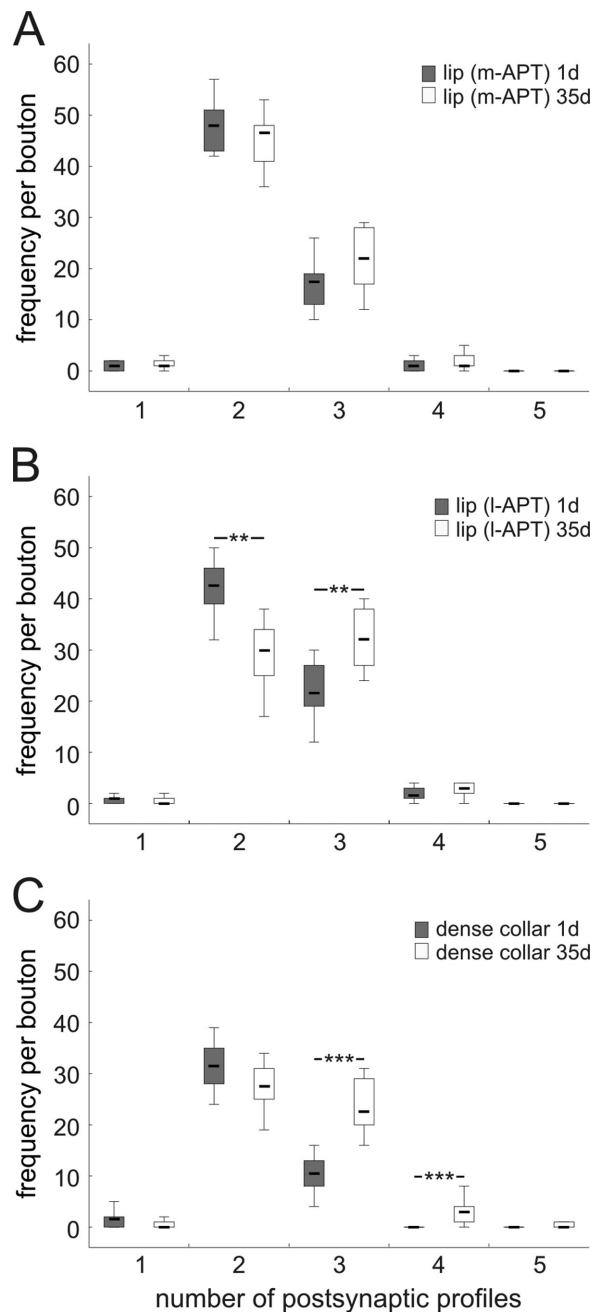 A
lip (m-APT) 1d
lip (m-APT) 35d
frequency per bouton
60
50
40
30
20
10
0
1 2 3 4 5
B
lip (l-APT) 1d
lip (l-APT) 35d
frequency per bouton
60
50
40
30
20
10
0
**
**
1 2 3 4 5
C
dense collar 1d
dense collar 35d
frequency per bouton
60
50
40
30
20
10
0
***
***
1 2 3 4 5
number of postsynaptic profiles